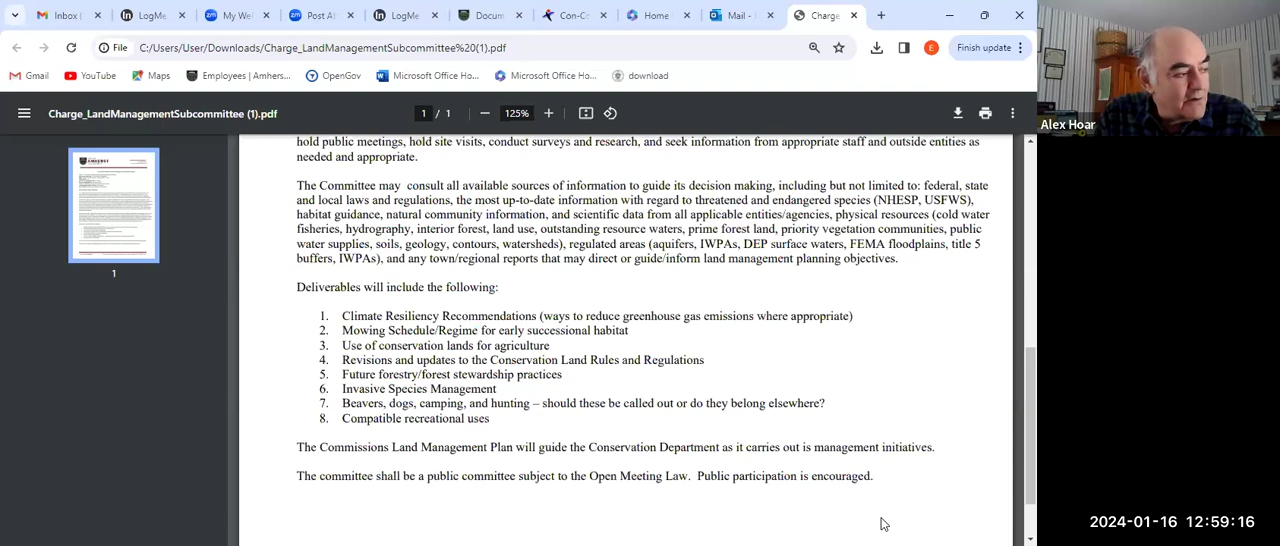 Inbox (
LogMe
My Wel
Post At
LogMe
Docum
Con-Co
Home
Mail -
Charge
File
C:/Users/User/Downloads/Charge_LandManagementSubcommittee%20(1).pdf
E
Finish update
Gmail
YouTube
Maps
Employees | Amhers...
OpenGov
Microsoft Office Ho...
Microsoft Office Ho...
download
Charge_LandManagementSubcommittee (1).pdf
1 / 1
125%
1
Alex Hoar
hold public meetings, hold site visits, conduct surveys and research, and seek information from appropriate staff and outside entities as
needed and appropriate.
The Committee may consult all available sources of information to guide its decision making such as but not limited to: federal, state
and local laws and regulations, the most up-to-date information with regard to threatened and endangered species (NHESP, USFWS),
habitat guidance, natural community information, and scientific data from all applicable entities/agencies, physical resources (cold water
fisheries, topography, interior forest, landforms, outstanding resource waters, prime forest land, priority vegetation communities, public
water supplies, soils, geology, contours, watersheds), regulated areas (aquifers, IWPAs, DEP surface waters, FEMA floodplains, title 5
buffers, IWPAs), and any town/regional reports that may direct or guide/inform land management planning objectives.
Deliverables will include the following:
1. Climate Resiliency Recommendations (ways to reduce greenhouse gas emissions where appropriate)
2. Mowing Schedule/Regime for early successional habitat
3. Use of conservation lands for agriculture
4. Revisions and updates to the Conservation Land Rules and Regulations
5. Future forestry/forest stewardship practices
6. Invasive Species Management
7. Beavers, dogs, camping, and hunting – should these be called out or do they belong elsewhere?
8. Compatible recreational uses
The Commissions Land Management Plan will guide the Conservation Department as it carries out is management initiatives.
The committee shall be a public committee subject to the Open Meeting Law. Public participation is encouraged.
2024-01-16 12:59:16